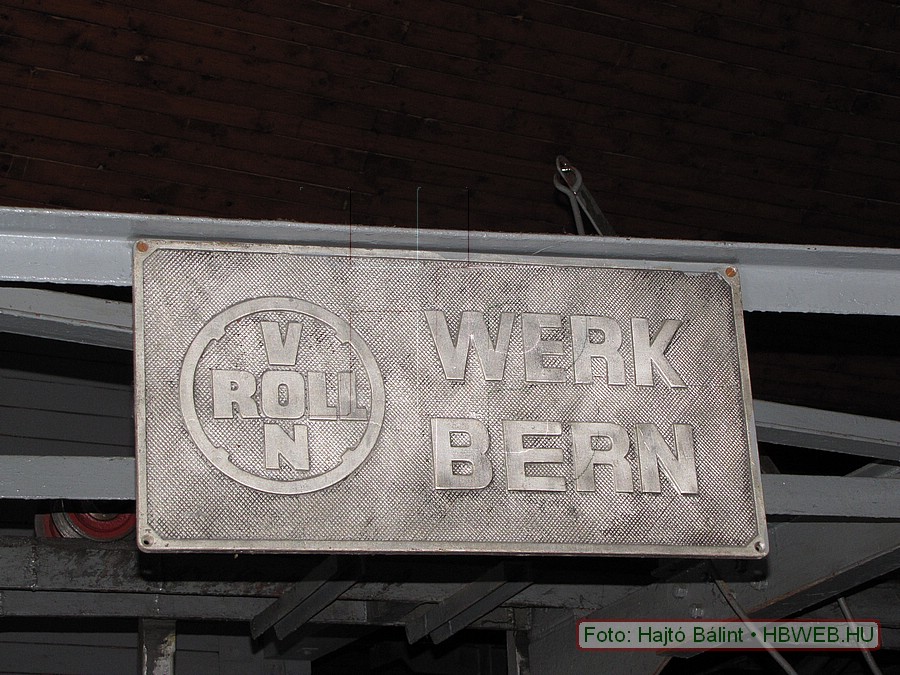 V
ROLL
N
WERK
BERN
Foto: Hajtó Bálint • HBWEB.HU